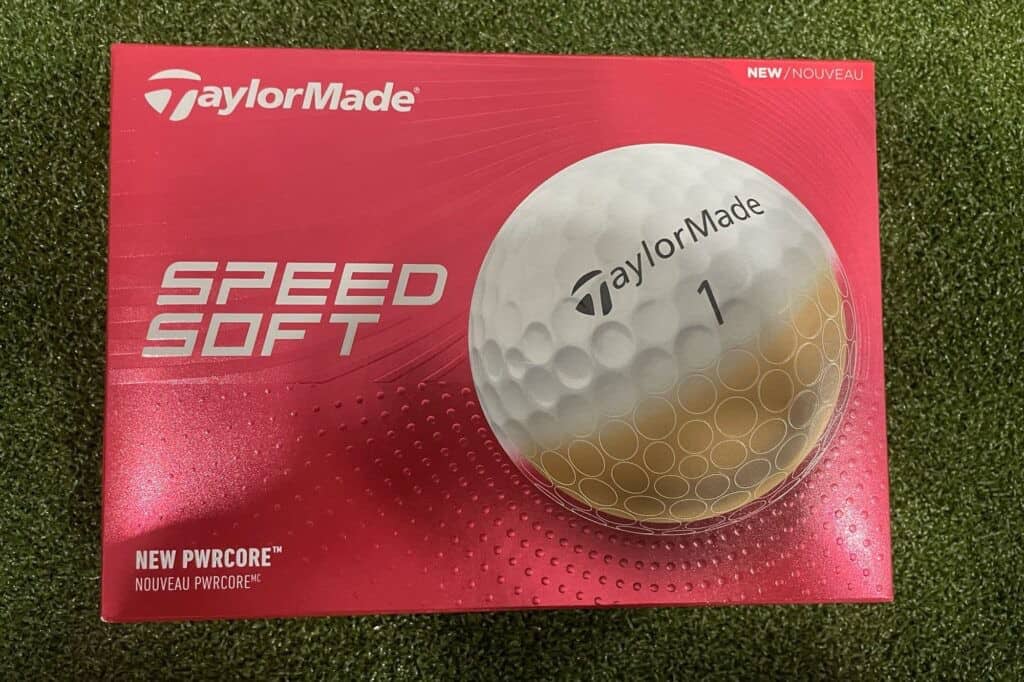 TaylorMade®
NEW/NOUVEAU
TaylorMade
1
SPEED
SOFT
NEW PWRCORE™
NOUVEAU PWRCOREMC